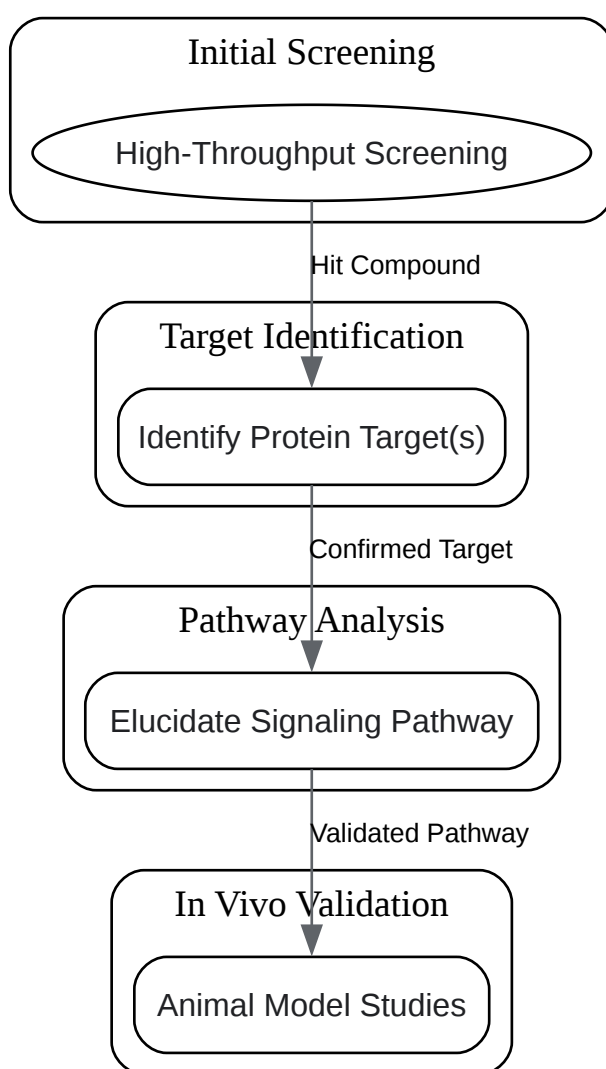 Initial Screening
High-Throughput Screening
Hit Compound
Target Identification
Identify Protein Target(s)
Confirmed Target
Pathway Analysis
Elucidate Signaling Pathway
Validated Pathway
In Vivo Validation
Animal Model Studies